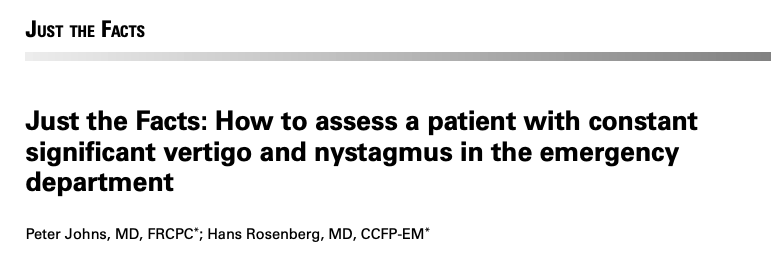 JUST THE FACTS
Just the Facts: How to assess a patient with constant
significant vertigo and nystagmus in the emergency
department
Peter Johns, MD, FRCPC*; Hans Rosenberg, MD, CCFP-EM*